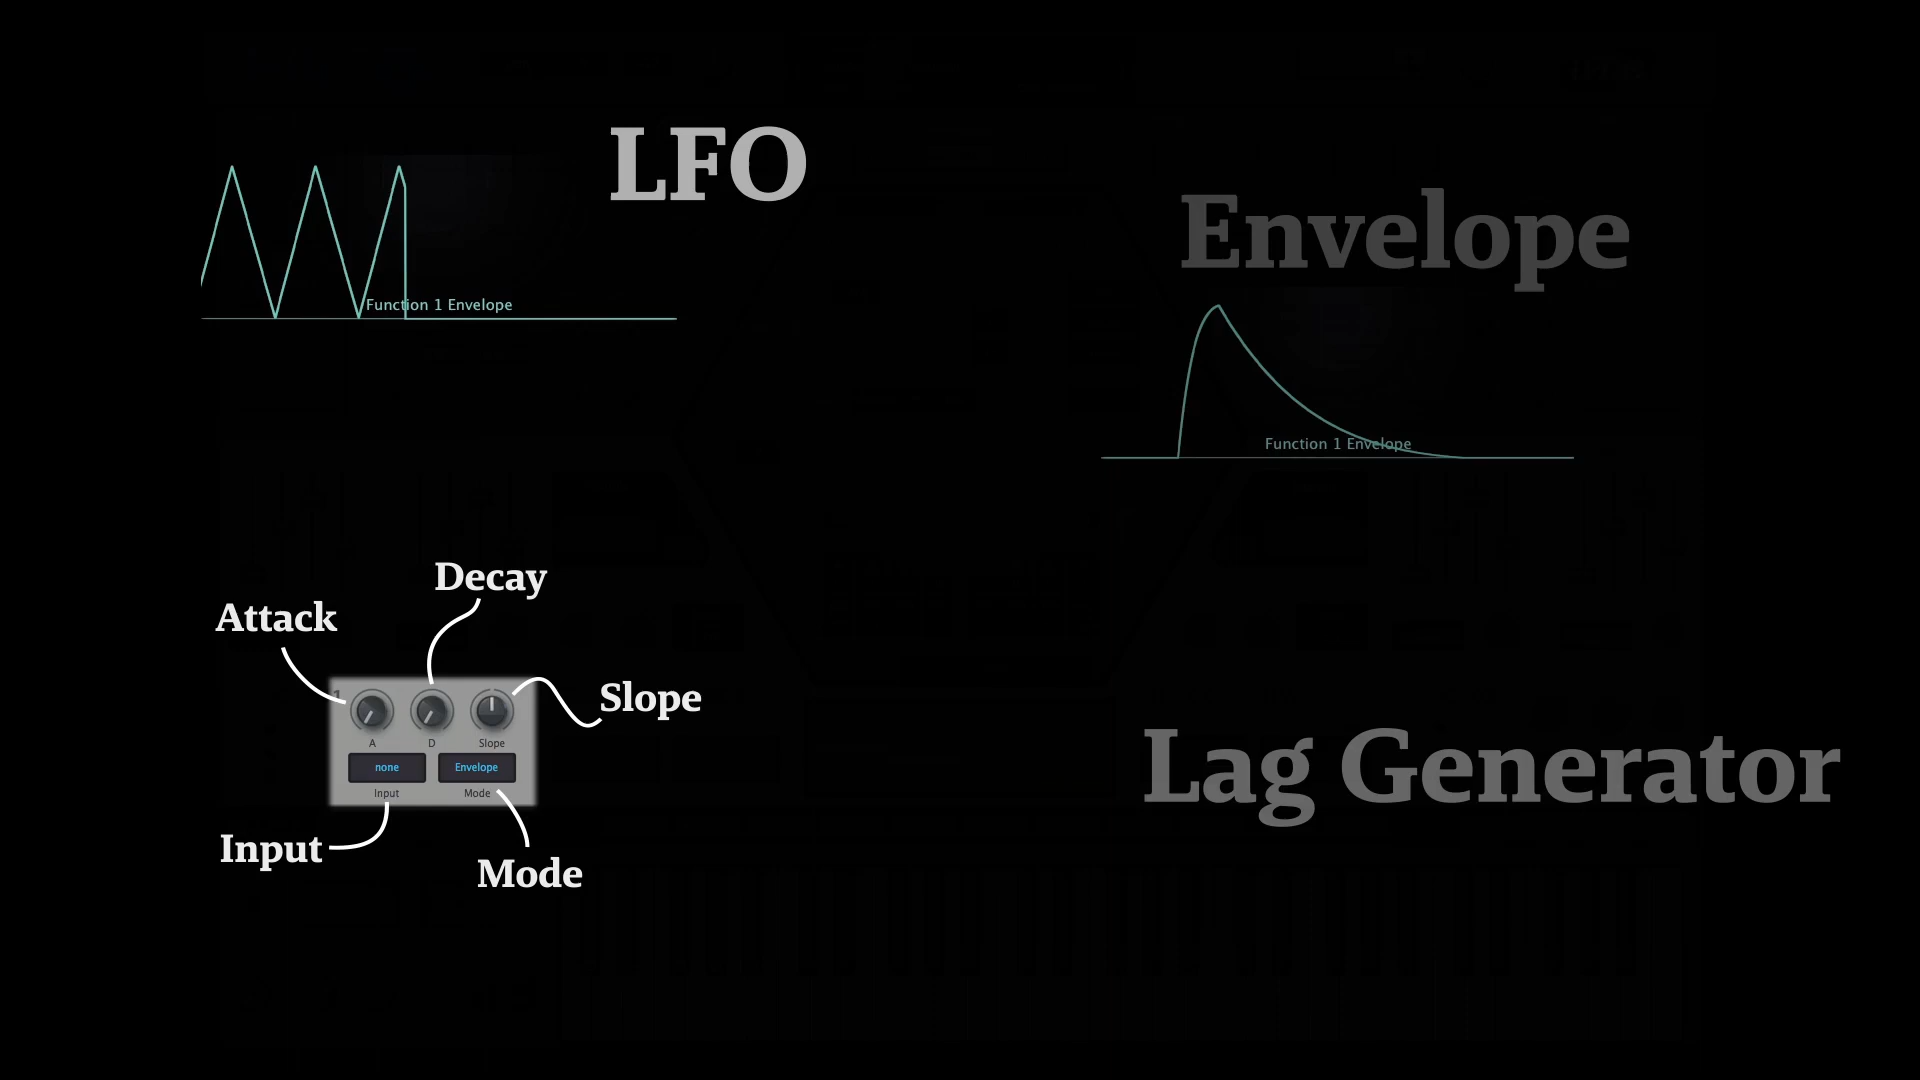 LFO
Envelope
Function 1 Envelope
Function 1 Envelope
Decay
Attack
Slope
1
A
D
Slope
none
Envelope
Input
Mode
Lag Generator
Input
Mode